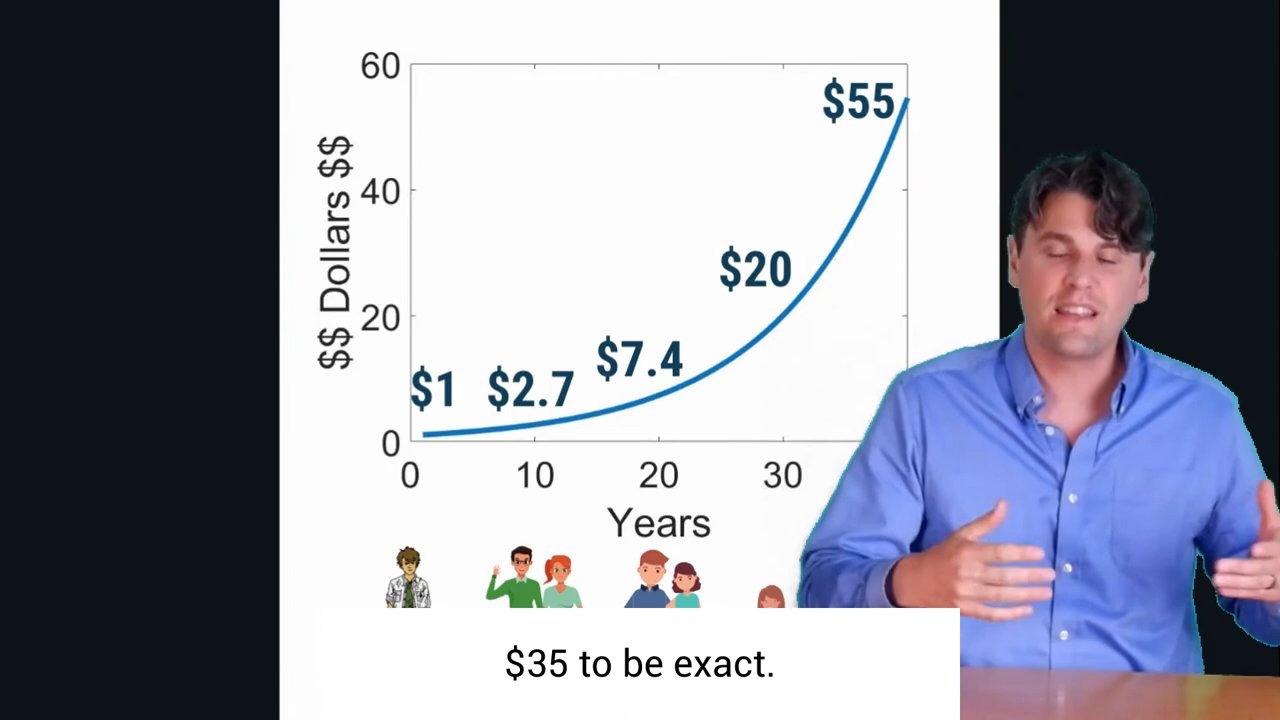 60
$55
40
$$ Dollars $$
$20
20
$7.4
$1 $2.7
0
0 10 20 30
Years
$35 to be exact.